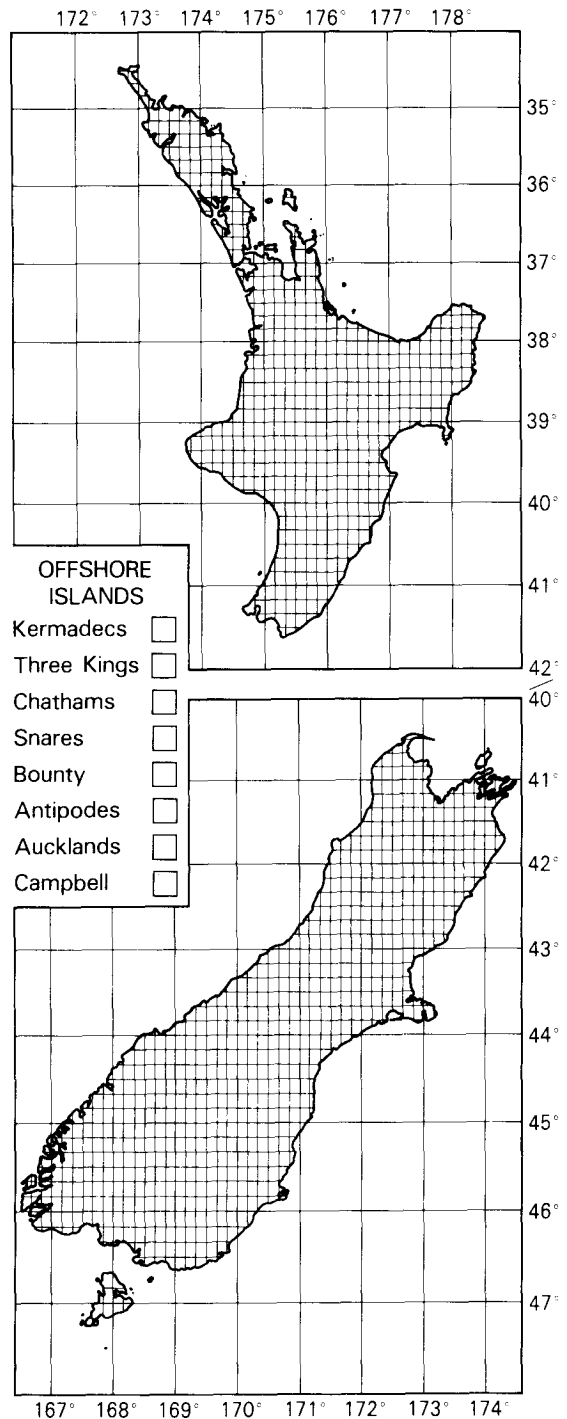 172° 173° 174° 175° 176° 177° 178°
35°
36°
37°
38°
39°
40°
41°
42°
OFFSHORE
ISLANDS
Kermadecs
Three Kings
Chathams
Snares
Bounty
Antipodes
Aucklands
Campbell
40°
41°
42°
43°
44°
45°
46°
47°
167° 168° 169° 170° 171° 172° 173° 174°